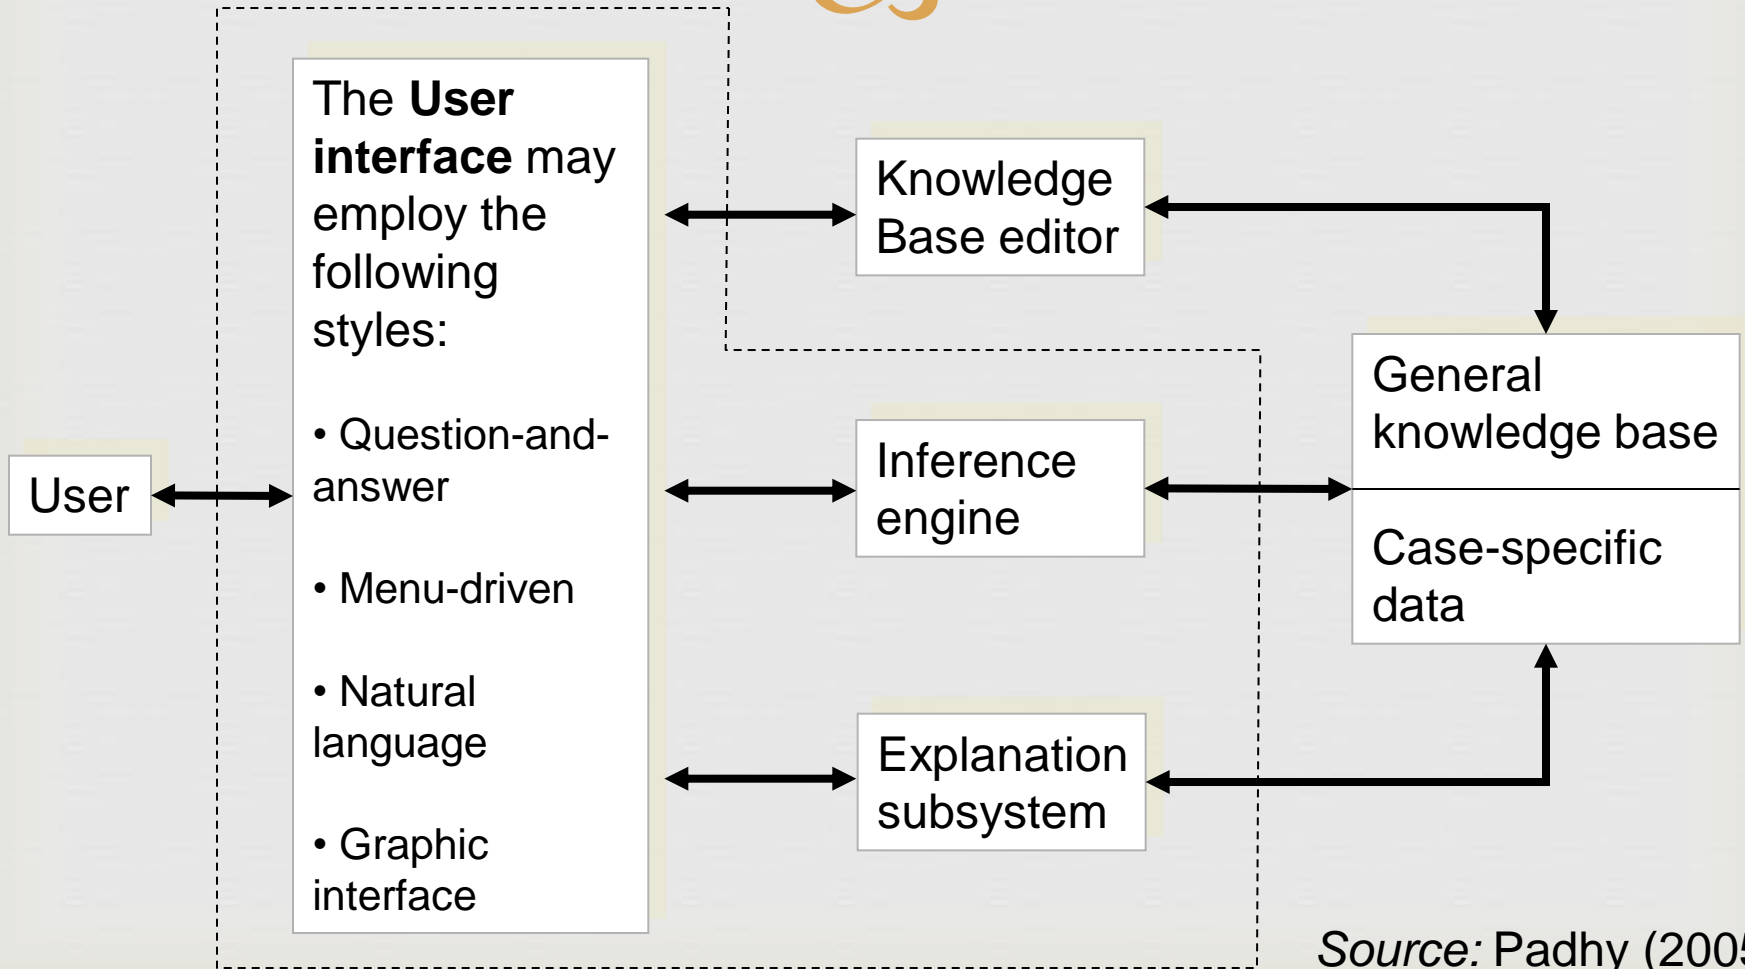 The User
interface may
employ the
following
styles:
• Question-and-
answer
• Menu-driven
• Natural
language
• Graphic
interface
User
Knowledge
Base editor
Inference
engine
Explanation
subsystem
General
knowledge base
Case-specific
data
Source: Padhy (2005